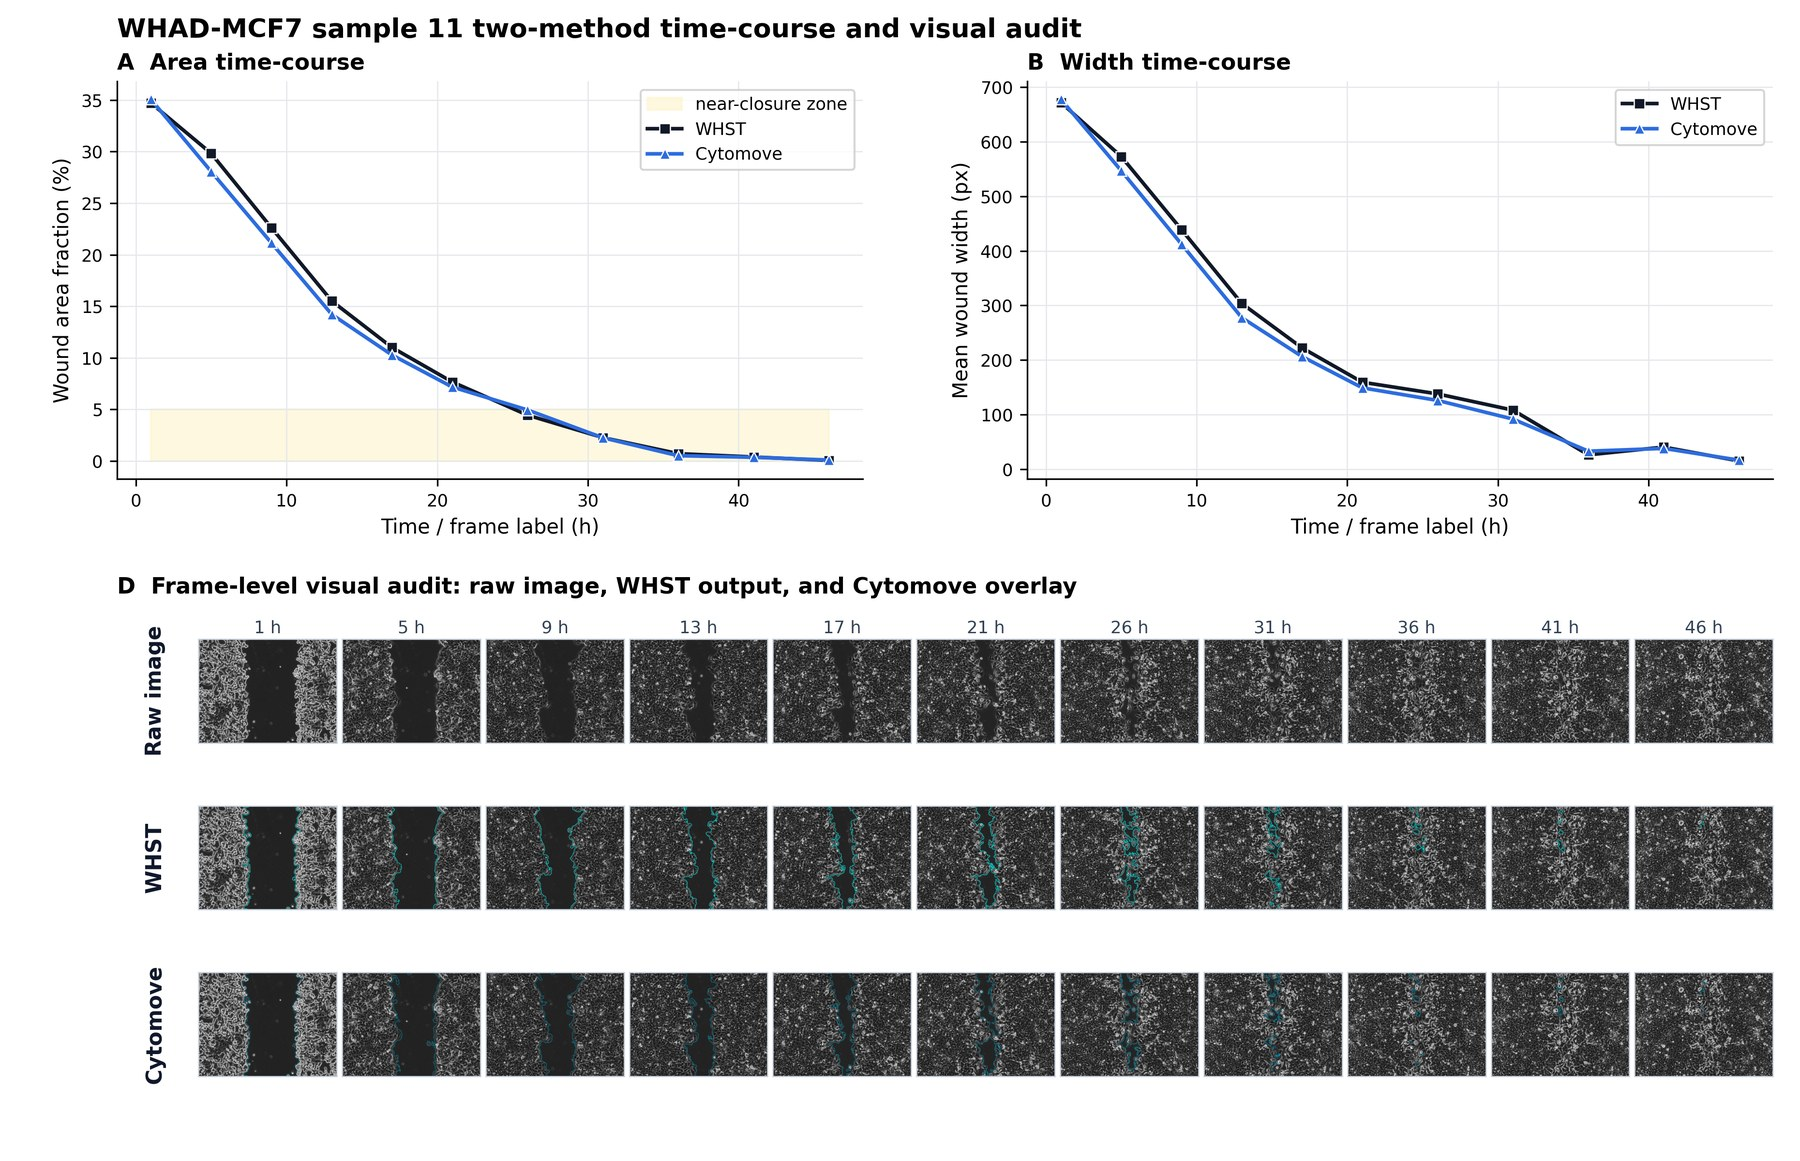 WHAD-MCF7 sample 11 two-method time-course and visual audit
A Area time-course
35
30
25
20
15
10
5
0
Wound area fraction (%)
near-closure zone
WHST
Cytomove
0 10 20 30 40
Time / frame label (h)
B Width time-course
700
600
500
400
300
200
100
0
Mean wound width (px)
WHST
Cytomove
0 10 20 30 40
Time / frame label (h)
D Frame-level visual audit: raw image, WHST output, and Cytomove overlay
1 h 5 h 9 h 13 h 17 h 21 h 26 h 31 h 36 h 41 h 46 h
Raw image
WHST
Cytomove